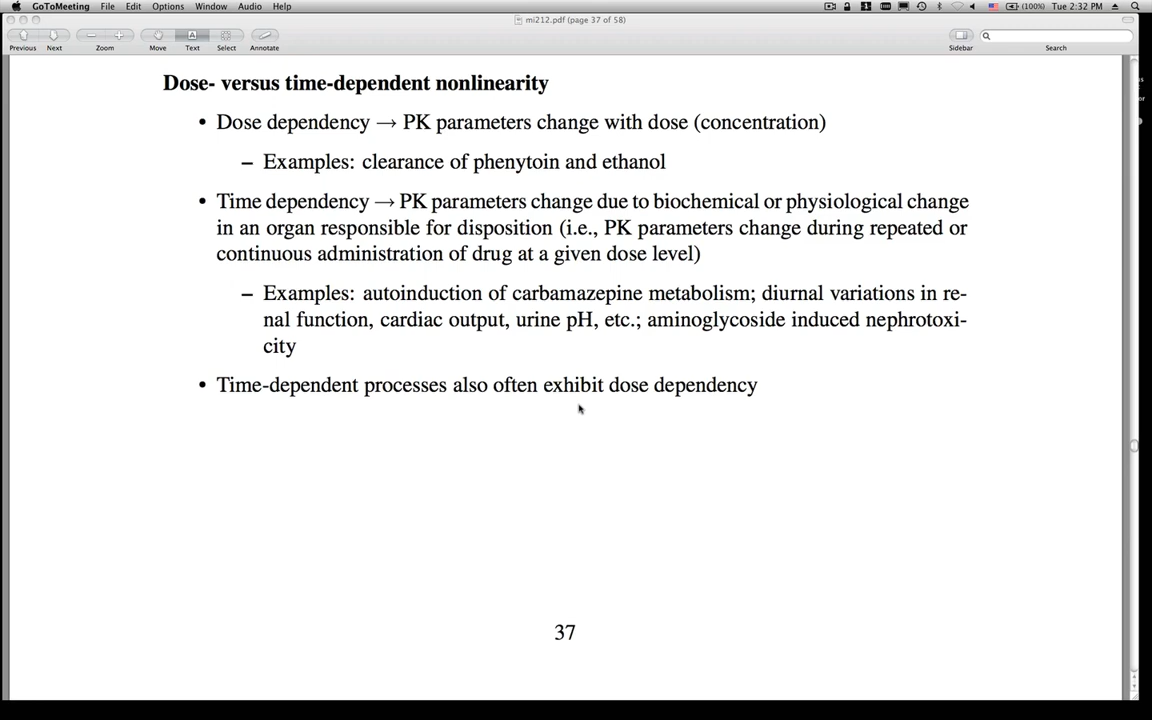 GoToMeeting File Edit Options Window Audio Help (100%) Tue 2:32 PM
mi212.pdf (page 37 of 58)
Previous Next Zoom Move Text Select Annotate Sidebar Search
Dose- versus time-dependent nonlinearity
• Dose dependency → PK parameters change with dose (concentration)
– Examples: clearance of phenytoin and ethanol
• Time dependency → PK parameters change due to biochemical or physiological change
in an organ responsible for disposition (i.e., PK parameters change during repeated or
continuous administration of drug at a given dose level)
– Examples: autoinduction of carbamazepine metabolism; diurnal variations in re-
nal function, cardiac output, urine pH, etc.; aminoglycoside induced nephrotoxi-
city
• Time-dependent processes also often exhibit dose dependency
37